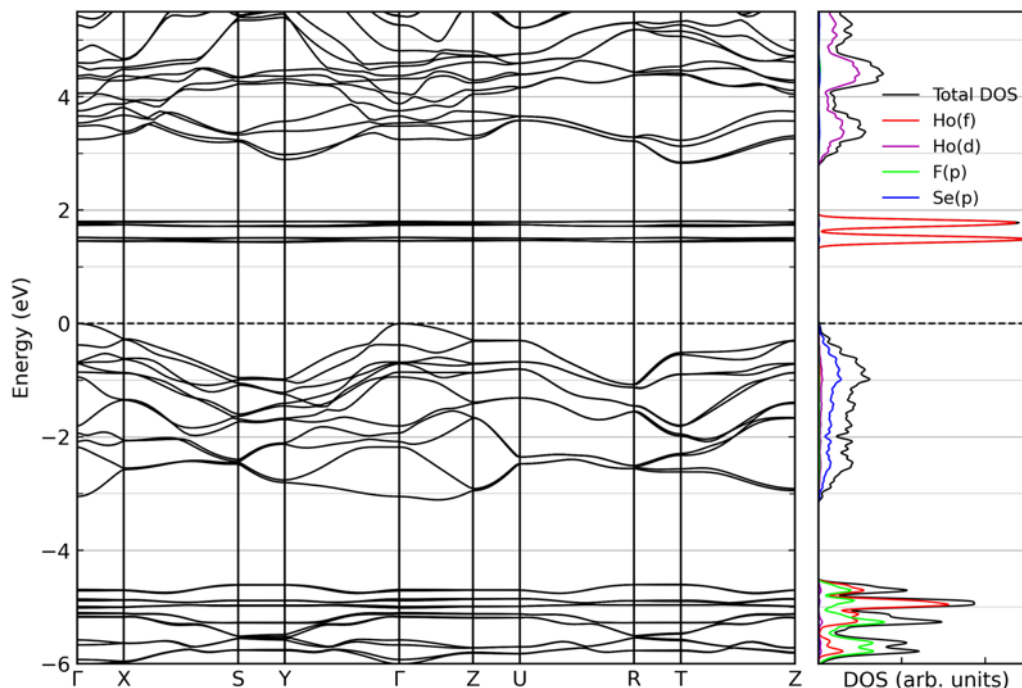 Energy (eV)
4
2
0
−2
−4
−6
Γ X S Y Γ Z U R T Z
Total DOS
Ho(f)
Ho(d)
F(p)
Se(p)
DOS (arb. units)